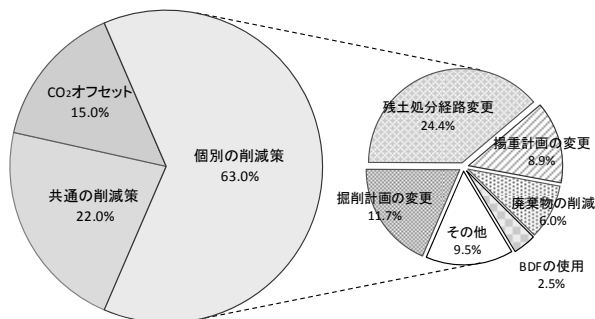 CO₂オフセット
15.0%
個別の削減策
63.0%
共通の削減策
22.0%
残土処分経路変更
24.4%
揚重計画の変更
8.9%
掘削計画の変更
11.7%
廃棄物の削減
6.0%
その他
9.5%
BDFの使用
2.5%